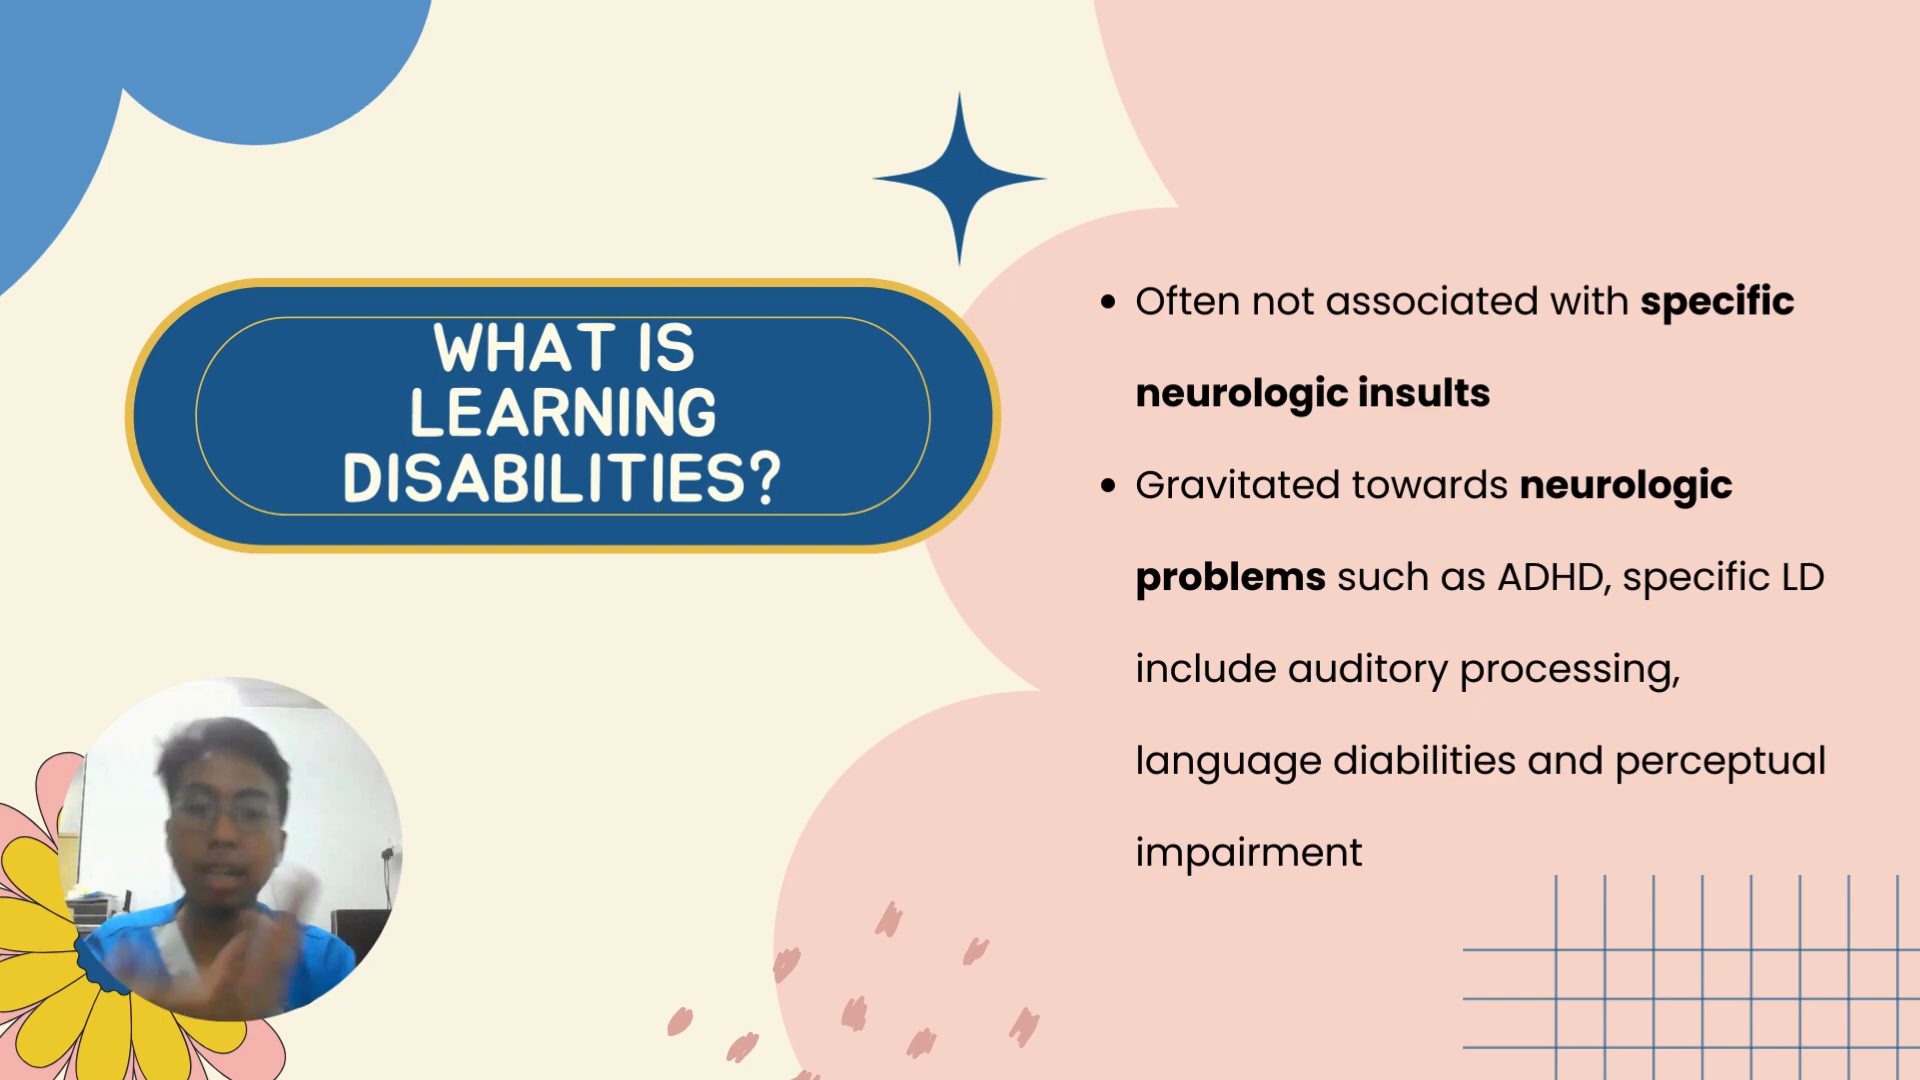 WHAT IS
LEARNING
DISABILITIES?
• Often not associated with specific
neurologic insults
• Gravitated towards neurologic
problems such as ADHD, specific LD
include auditory processing,
language diabilities and perceptual
impairment